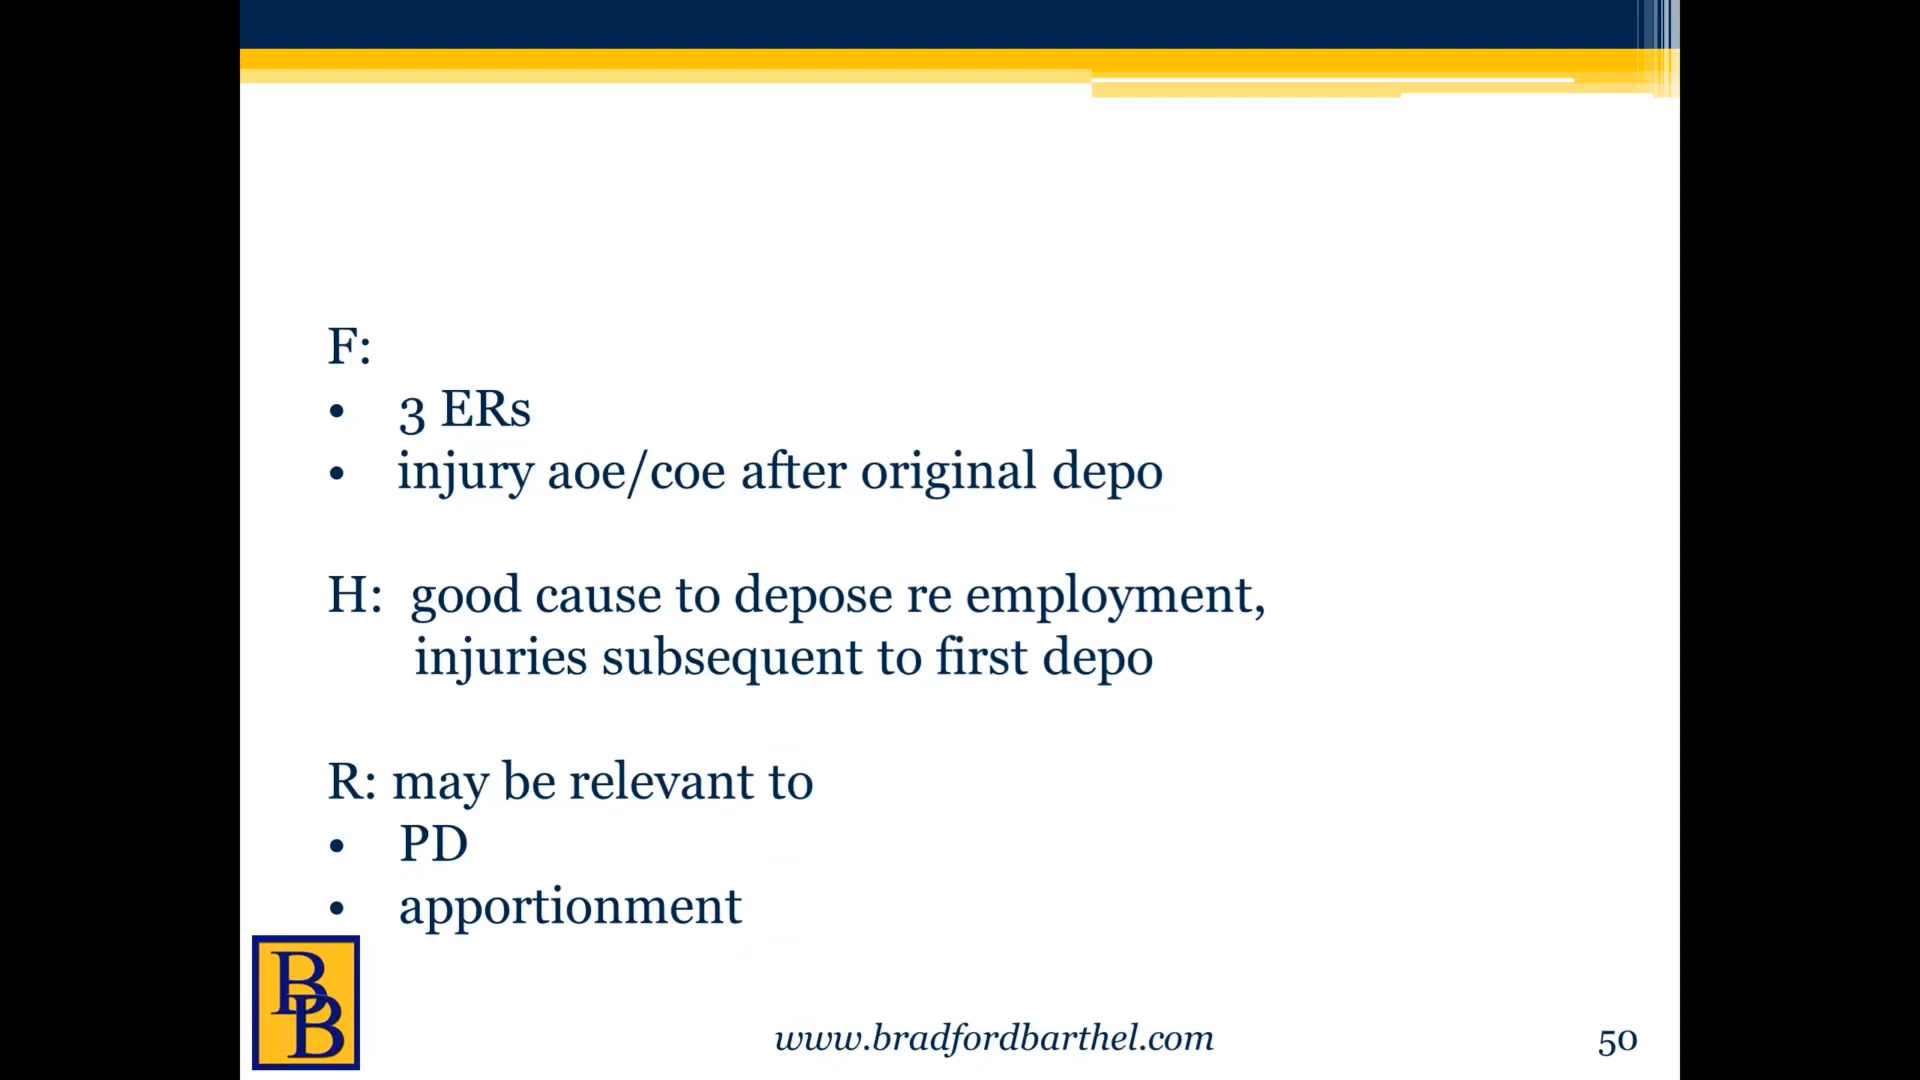 F:
• 3 ERs
• injury aoe/coe after original depo
H: good cause to depose re employment,
injuries subsequent to first depo
R: may be relevant to
• PD
• apportionment
BB
www.bradfordbarthel.com
50